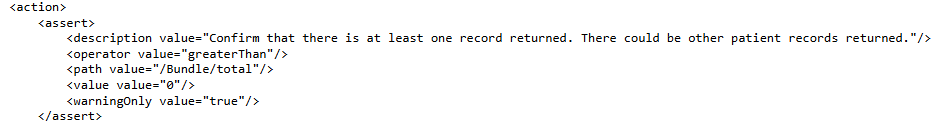 <action>
<assert>
<description value="Confirm that there is at least one record returned. There could be other patient records returned."/>
<operator value="greaterThan"/>
<path value="/Bundle/total"/>
<value value="0"/>
<warningOnly value="true"/>
</assert>